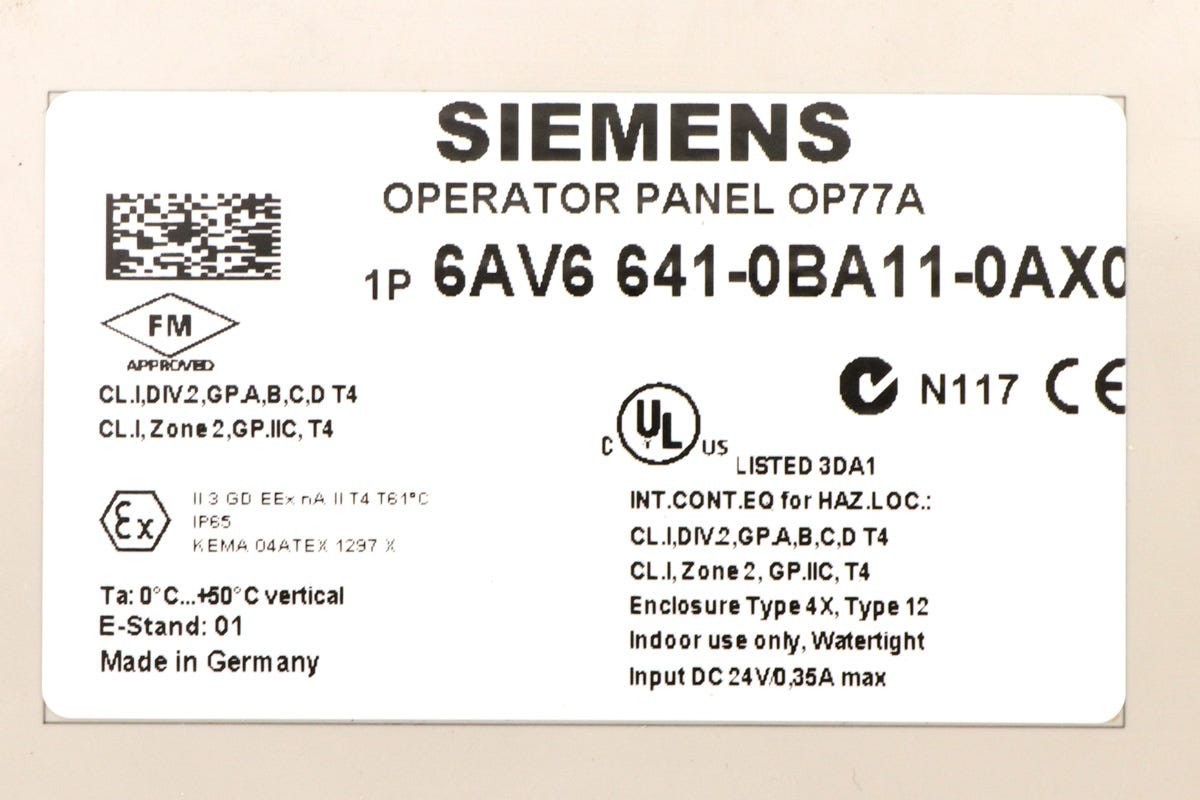 SIEMENS
OPERATOR PANEL OP77A
1P 6AV6 641-0BA11-0AX0
FM
APPROVED
CL.I,DIV.2,GP.A,B,C,D T4
CL.I, Zone 2,GP.IIC, T4
N117 CE
C UL US
LISTED 3DA1
INT.CONT.EQ for HAZ.LOC.:
CL.I,DIV.2,GP.A,B,C,D T4
CL.I, Zone 2, GP.IIC, T4
Enclosure Type 4X, Type 12
Indoor use only, Watertight
Input DC 24V/0,35A max
Ex
II 3 GD EEx nA II T4 T61°C
IP65
KEMA 04ATEX 1297 X
Ta: 0°C...+50°C vertical
E-Stand: 01
Made in Germany